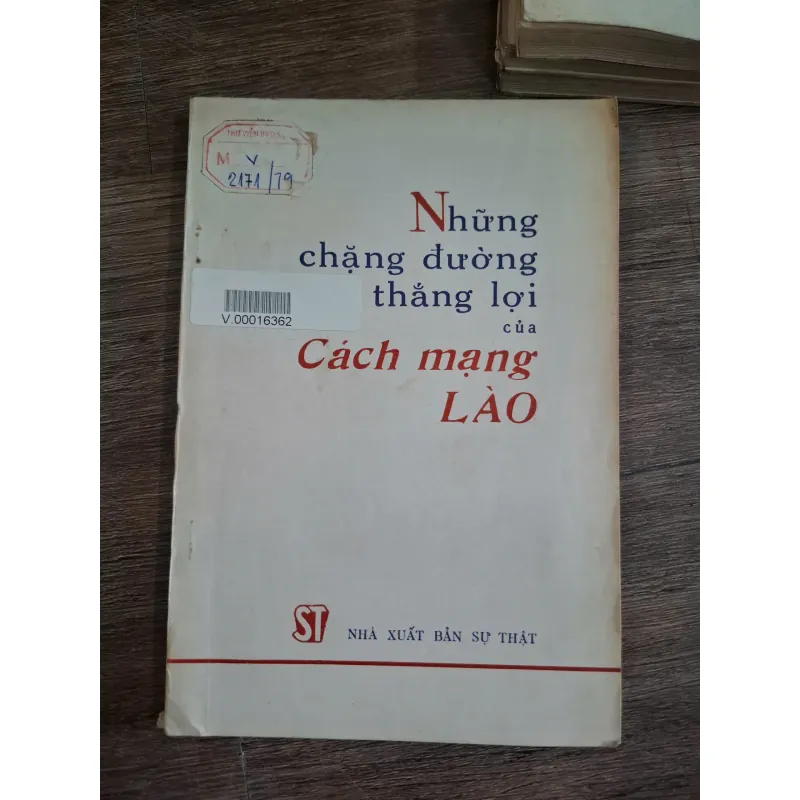 M V
2171/79
Những
chặng đường
thắng lợi
của
Cách mạng
LÀO
V.00016362
ST
NHÀ XUẤT BẢN SỰ THẬT